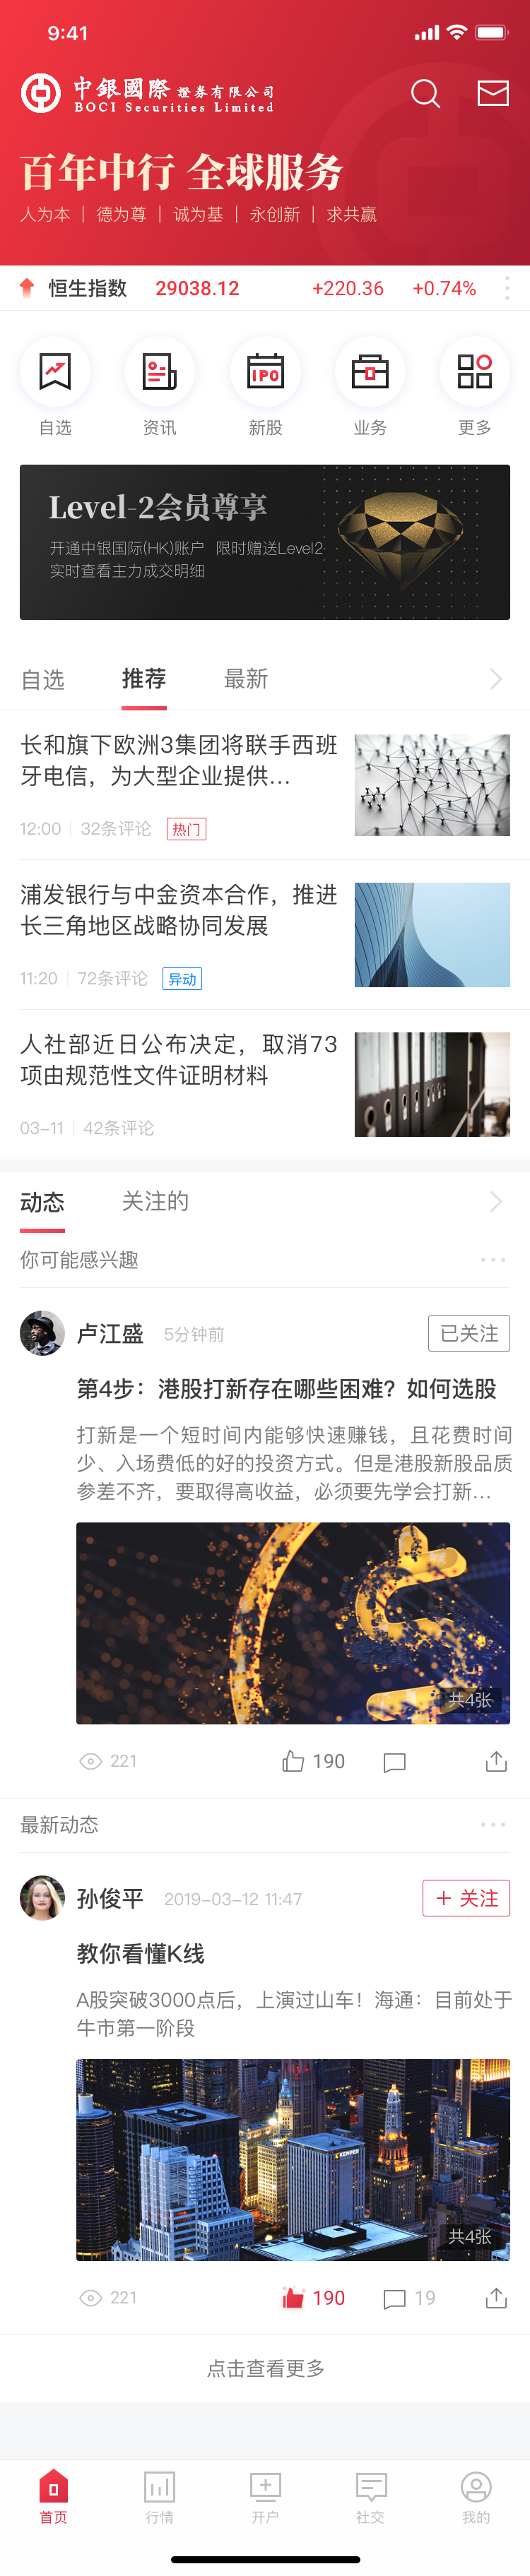 9:41
中銀國際 證券有限公司
BOCI Securities Limited
百年中行 全球服务
人为本 | 德为尊 | 诚为基 | 永创新 | 求共赢
恒生指数 29038.12 +220.36 +0.74%
IPO
自选 资讯 新股 业务 更多
Level-2会员尊享
开通中银国际(HK)账户 限时赠送Level2
实时查看主力成交明细
自选 推荐 最新
长和旗下欧洲3集团将联手西班
牙电信，为大型企业提供...
12:00 | 32条评论 热门
浦发银行与中金资本合作，推进
长三角地区战略协同发展
11:20 | 72条评论 异动
人社部近日公布决定，取消73
项由规范性文件证明材料
03-11 | 42条评论
动态 关注的
你可能感兴趣
卢江盛 5分钟前 已关注
第4步：港股打新存在哪些困难？如何选股
打新是一个短时间内能够快速赚钱，且花费时间
少、入场费低的好的投资方式。但是港股新股品质
参差不齐，要取得高收益，必须要先学会打新...
共4张
221 190
最新动态
孙俊平 2019-03-12 11:47 + 关注
教你看懂K线
A股突破3000点后，上演过山车！海通：目前处于
牛市第一阶段
KEMPER
共4张
221 190 19
点击查看更多
首页 行情 开户 社交 我的